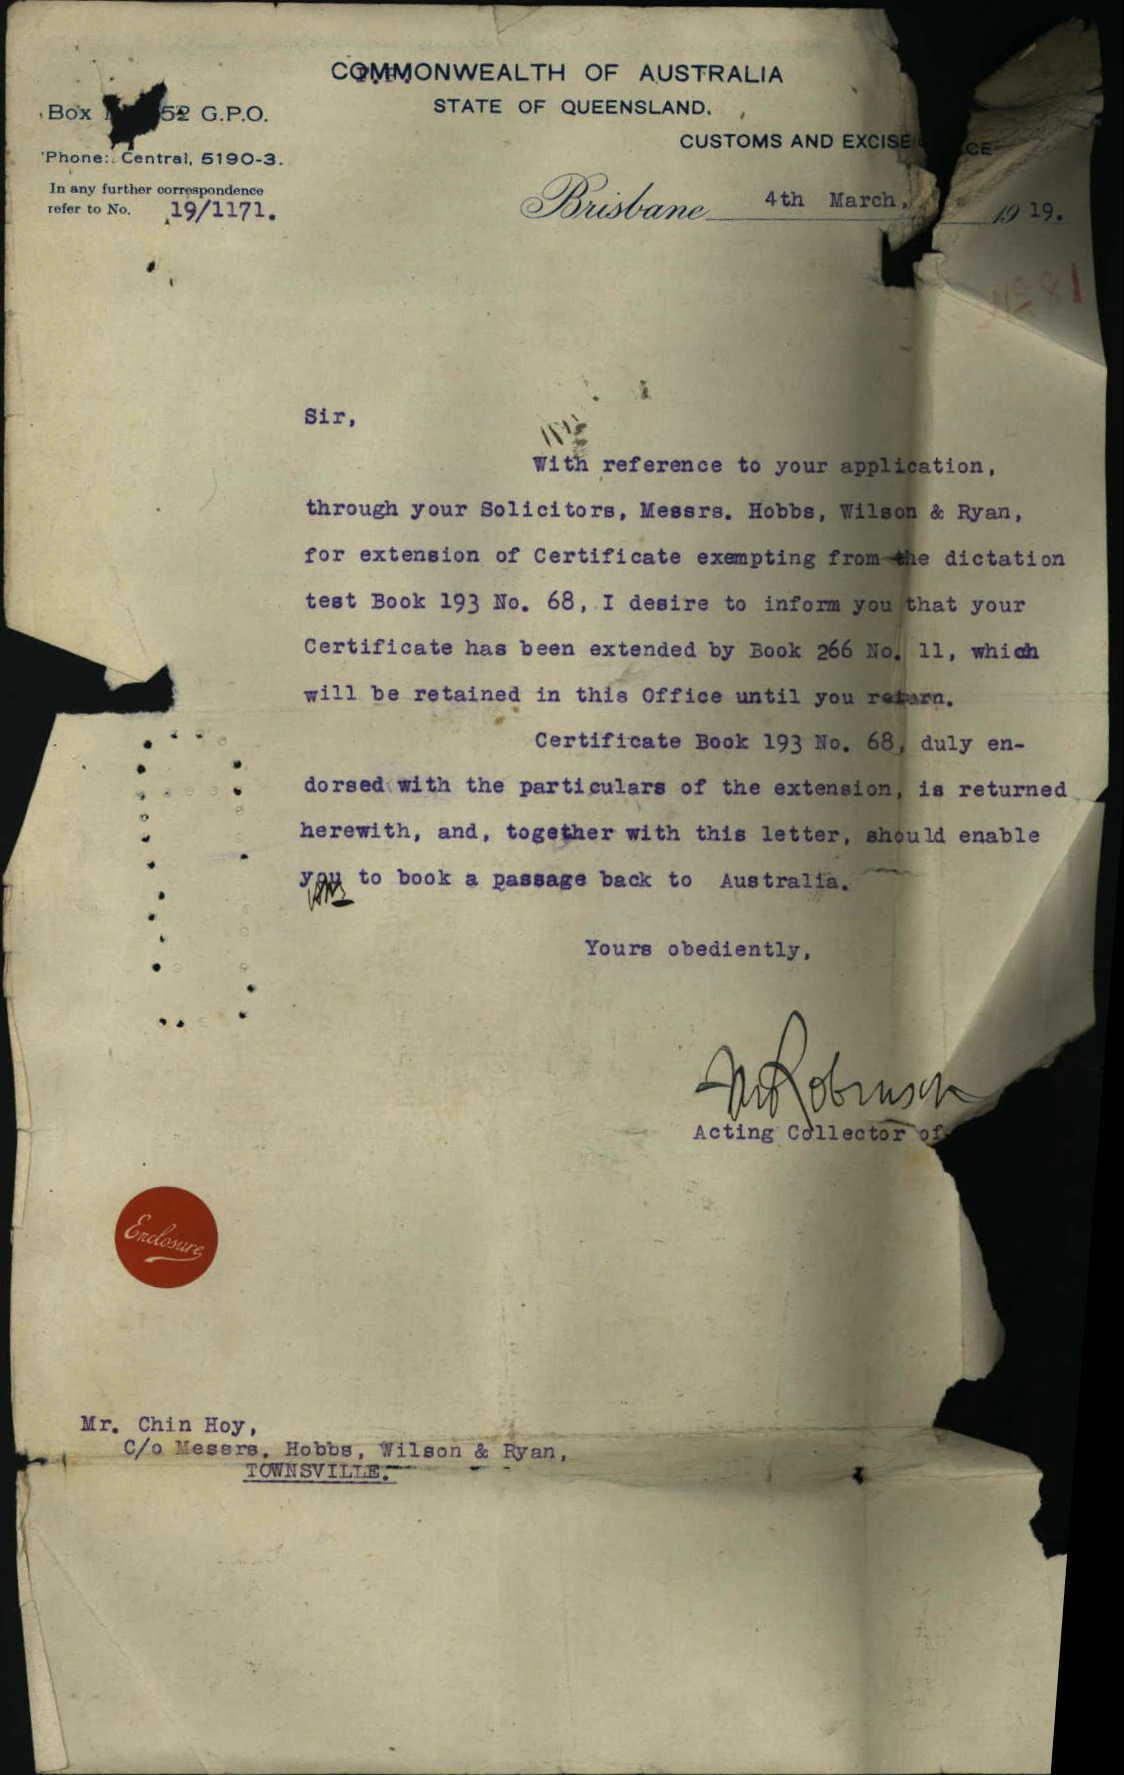 COMMONWEALTH OF AUSTRALIA
STATE OF QUEENSLAND.
Box 52 G.P.O.
CUSTOMS AND EXCISE
'Phone: Central, 5190-3.
In any further correspondence
refer to No. 19/1171.
Brisbane 4th March, 1919.
No 81
Sir,
With reference to your application,
through your Solicitors, Messrs. Hobbs, Wilson & Ryan,
for extension of Certificate exempting from the dictation
test Book 193 No. 68, I desire to inform you that your
Certificate has been extended by Book 266 No. 11, which
will be retained in this Office until you return.
Certificate Book 193 No. 68, duly en-
dorsed with the particulars of the extension, is returned
herewith, and, together with this letter, should enable
you to book a passage back to Australia.
Yours obediently,
Robinson
Acting Collector of
Enclosure
Mr. Chin Hoy,
C/o Messrs. Hobbs, Wilson & Ryan,
TOWNSVILLE.